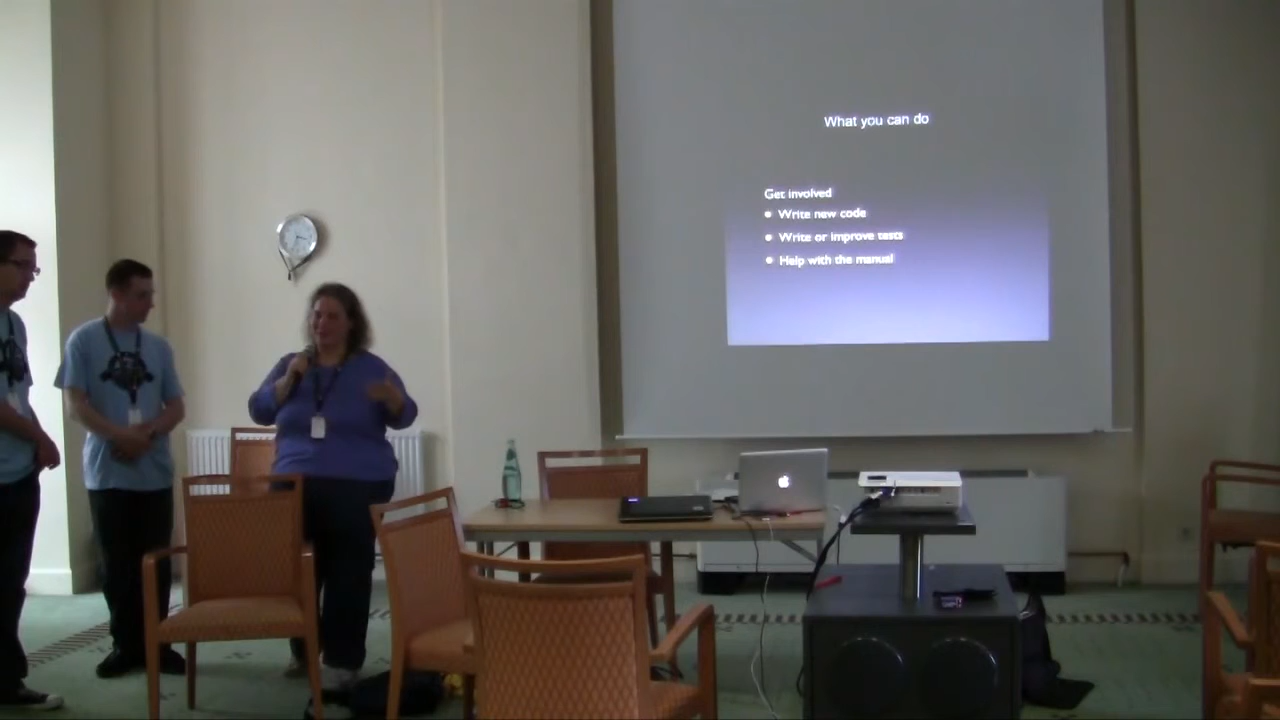 What you can do
Get involved
Write new code
Write or improve tests
Help with the manual